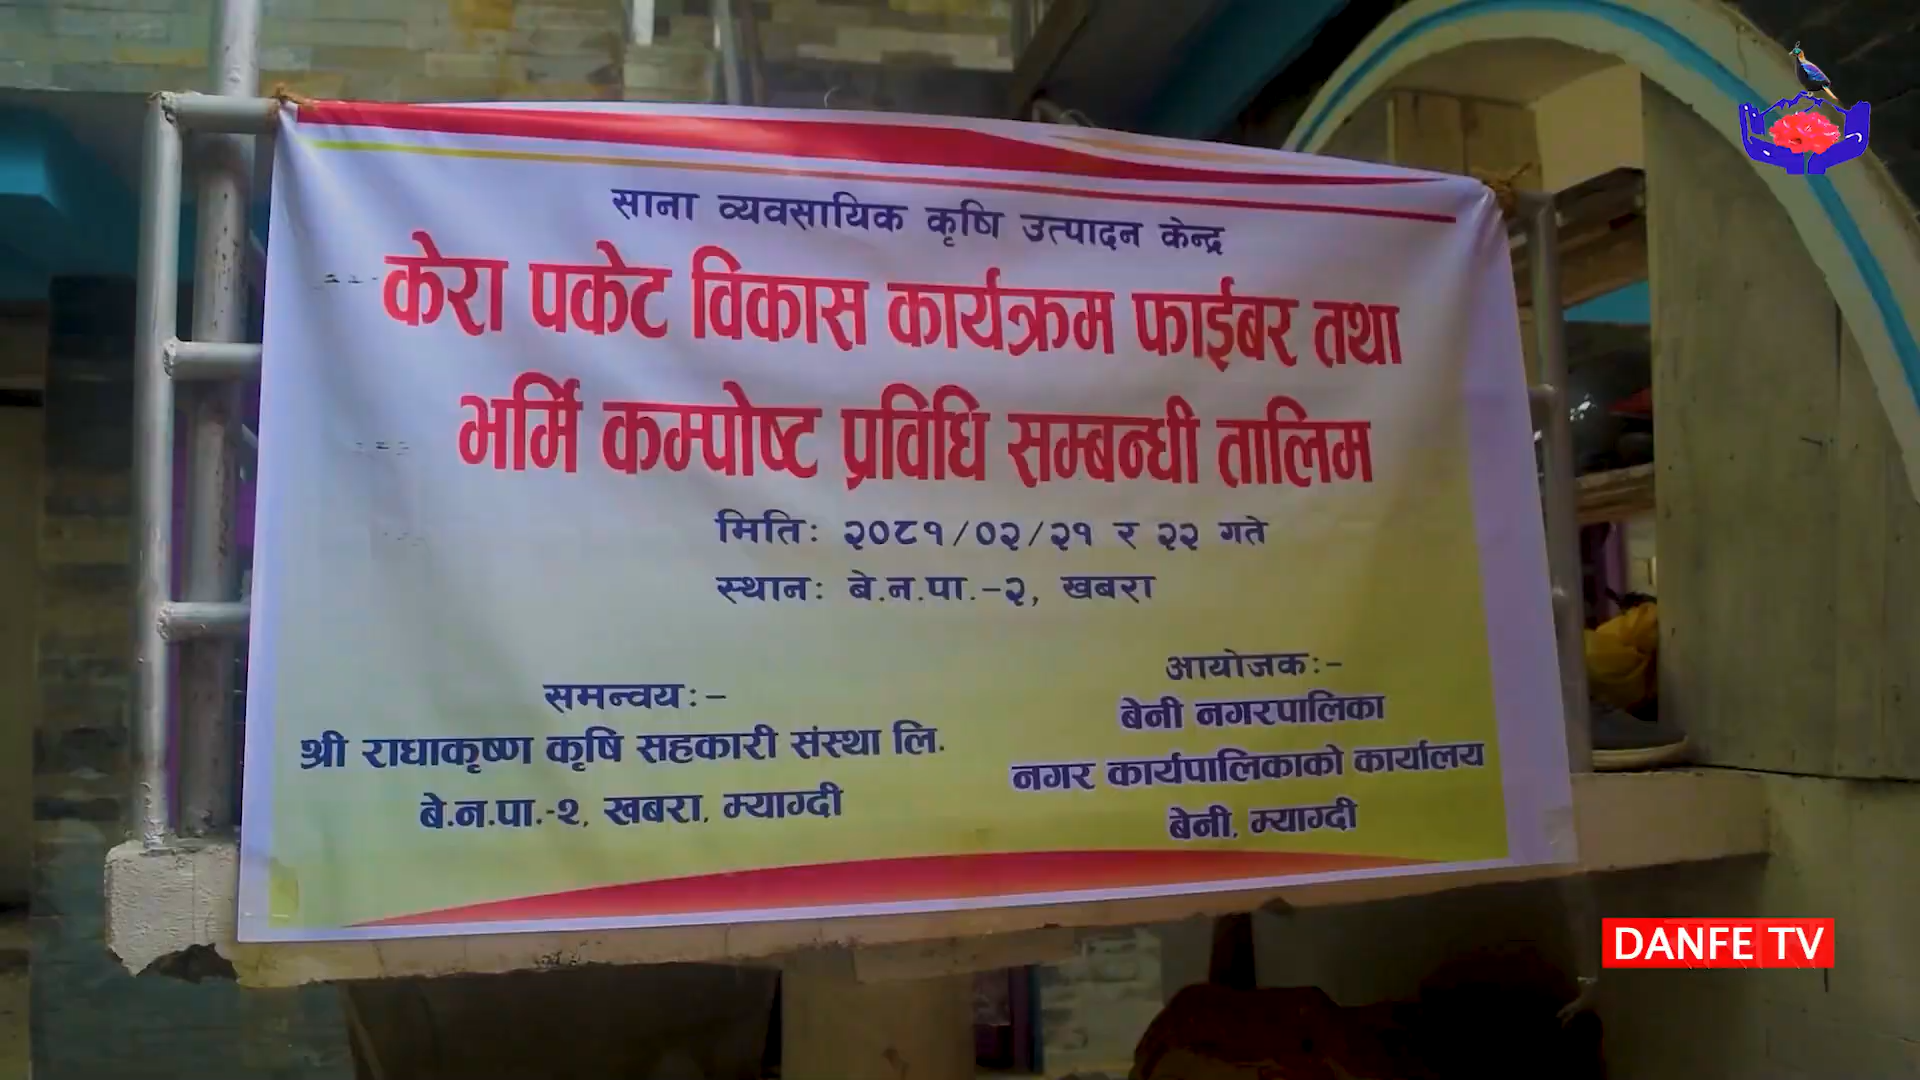 साना व्यवसायिक कृषि उत्पादन केन्द्र
केरा पकेट विकास कार्यक्रम फाईबर तथा
भर्मि कम्पोष्ट प्रविधि सम्बन्धी तालिम
मितिः २०८१/०२/२१ र २२ गते
स्थानः बे.न.पा.-२, खबरा
समन्वयः-
श्री राधाकृष्ण कृषि सहकारी संस्था लि.
बे.न.पा.-२, खबरा, म्याग्दी
आयोजकः-
बेनी नगरपालिका
नगर कार्यपालिकाको कार्यालय
बेनी, म्याग्दी
DANFE TV